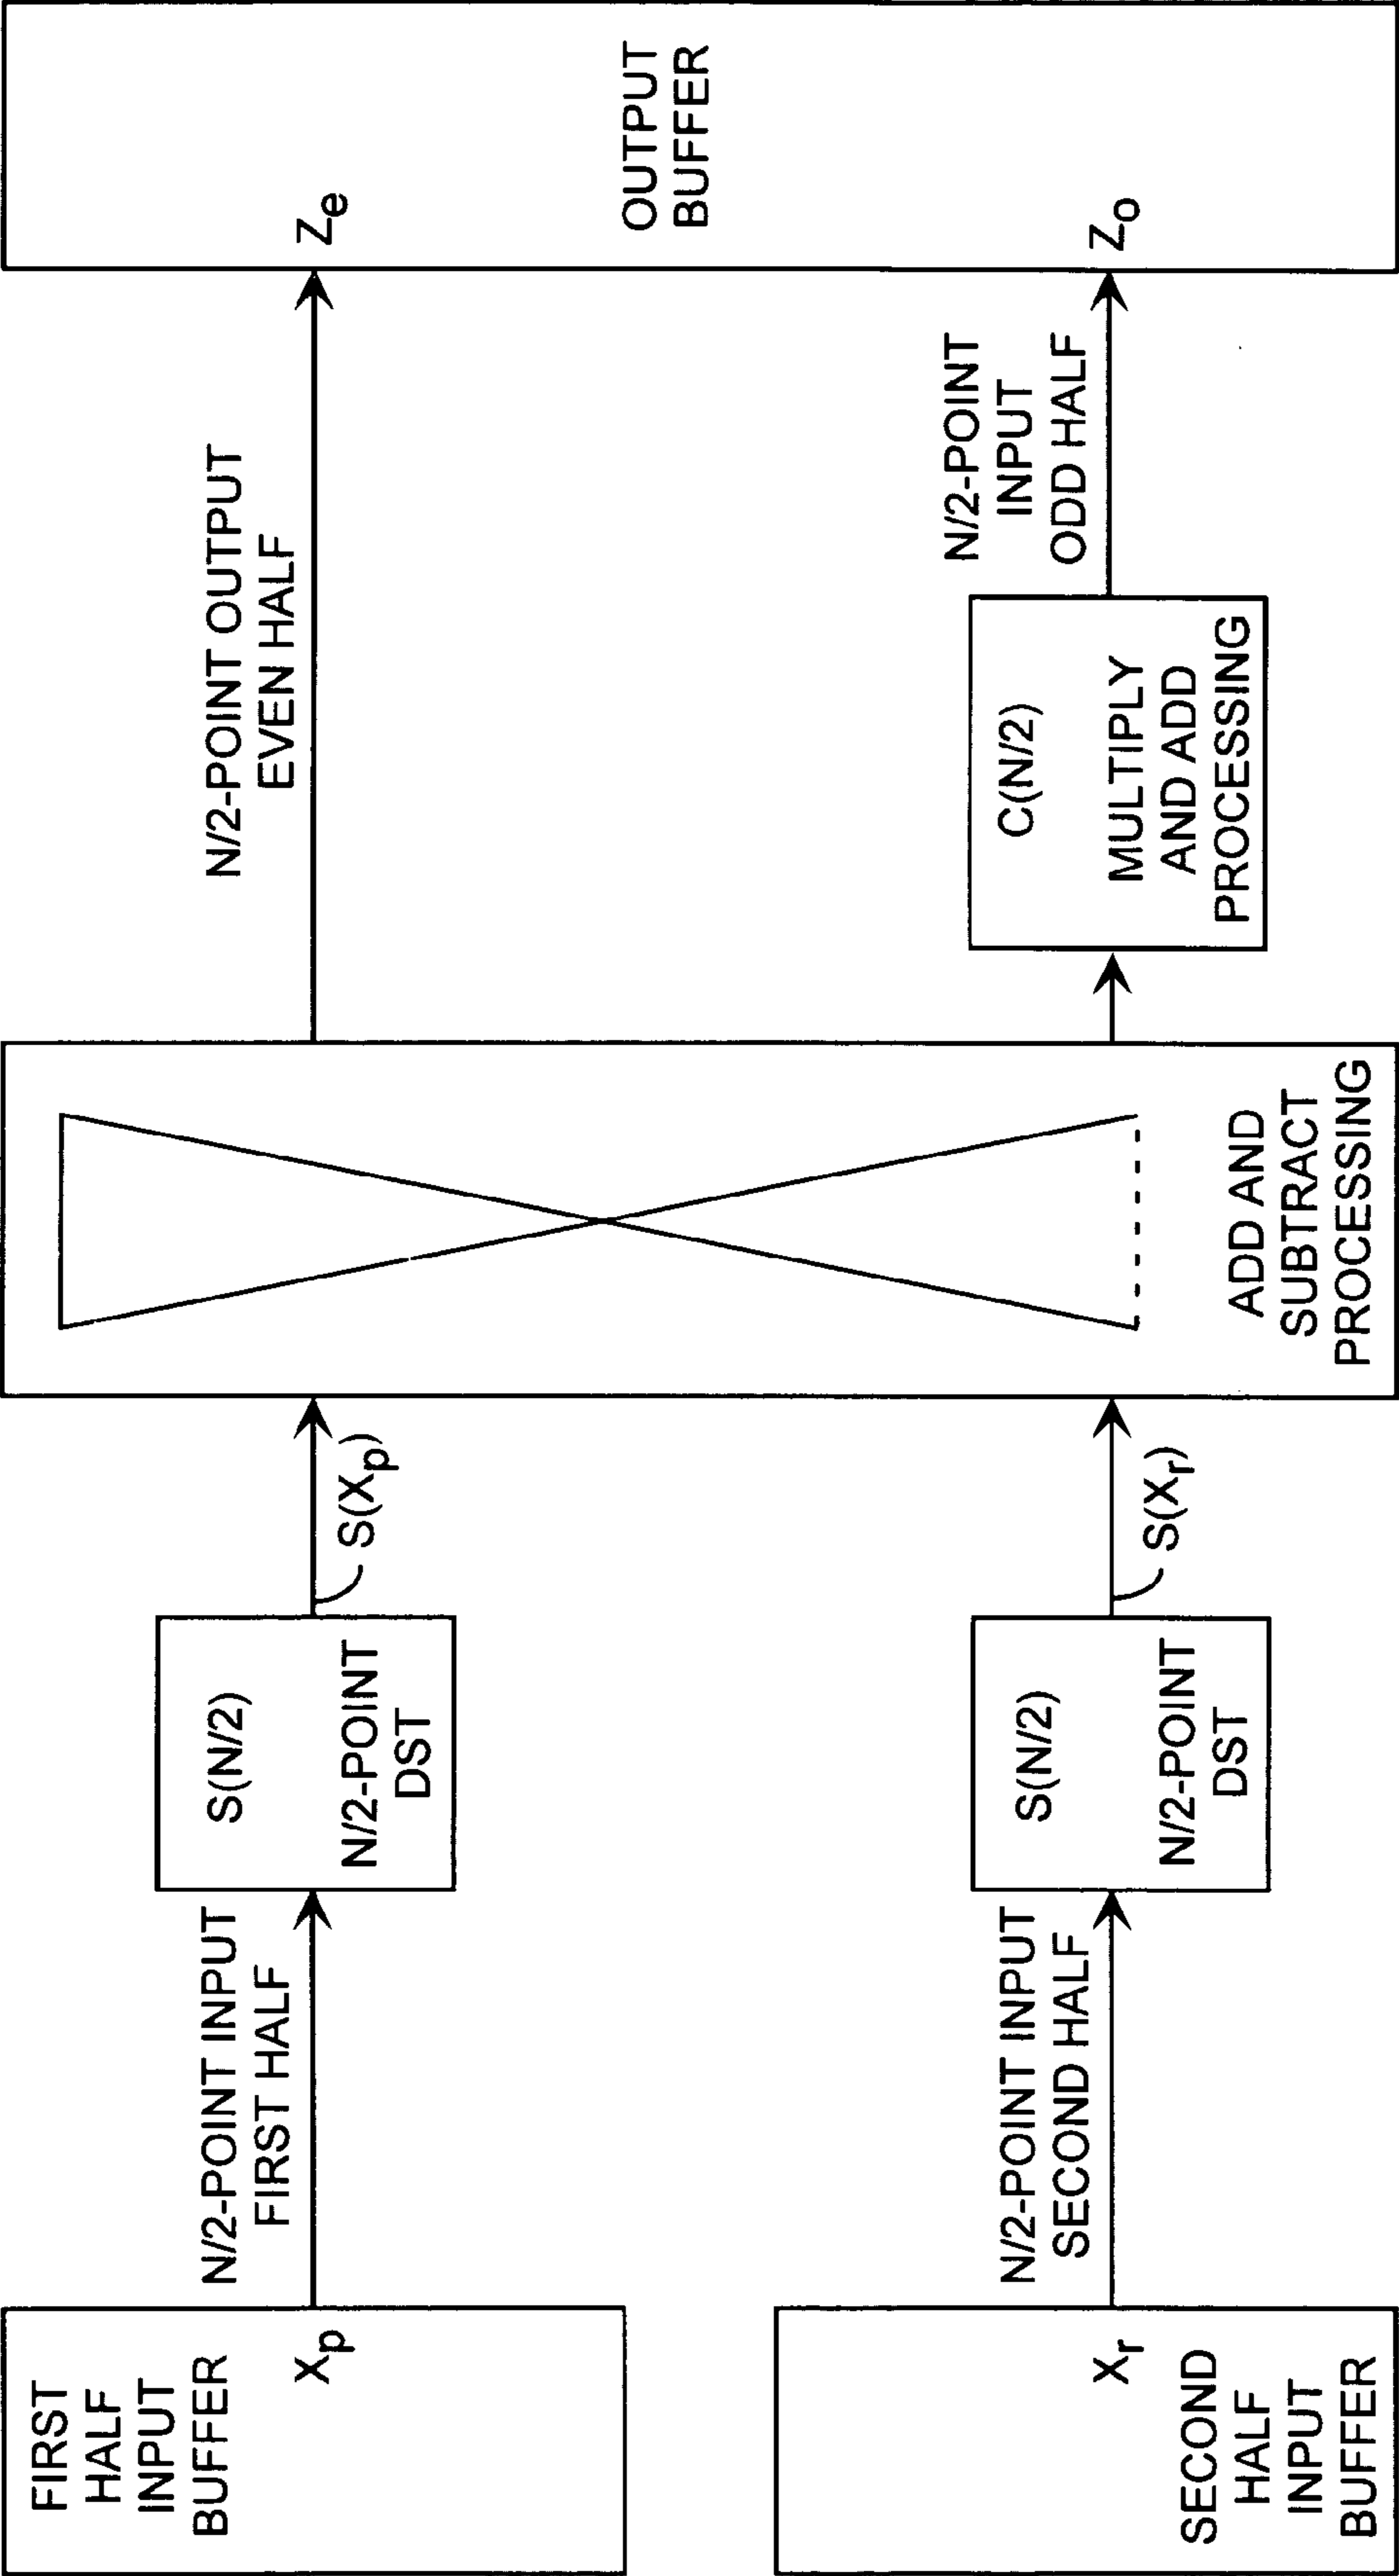 FIRST
HALF
INPUT
BUFFER
Xp
N/2-POINT INPUT
FIRST HALF
S(N/2)
N/2-POINT
DST
S(Xp)
SECOND
HALF
INPUT
BUFFER
Xr
N/2-POINT INPUT
SECOND HALF
S(N/2)
N/2-POINT
DST
S(Xr)
ADD AND
SUBTRACT
PROCESSING
N/2-POINT OUTPUT
EVEN HALF
C(N/2)
MULTIPLY
AND ADD
PROCESSING
N/2-POINT
INPUT
ODD HALF
Ze
OUTPUT
BUFFER
Zo